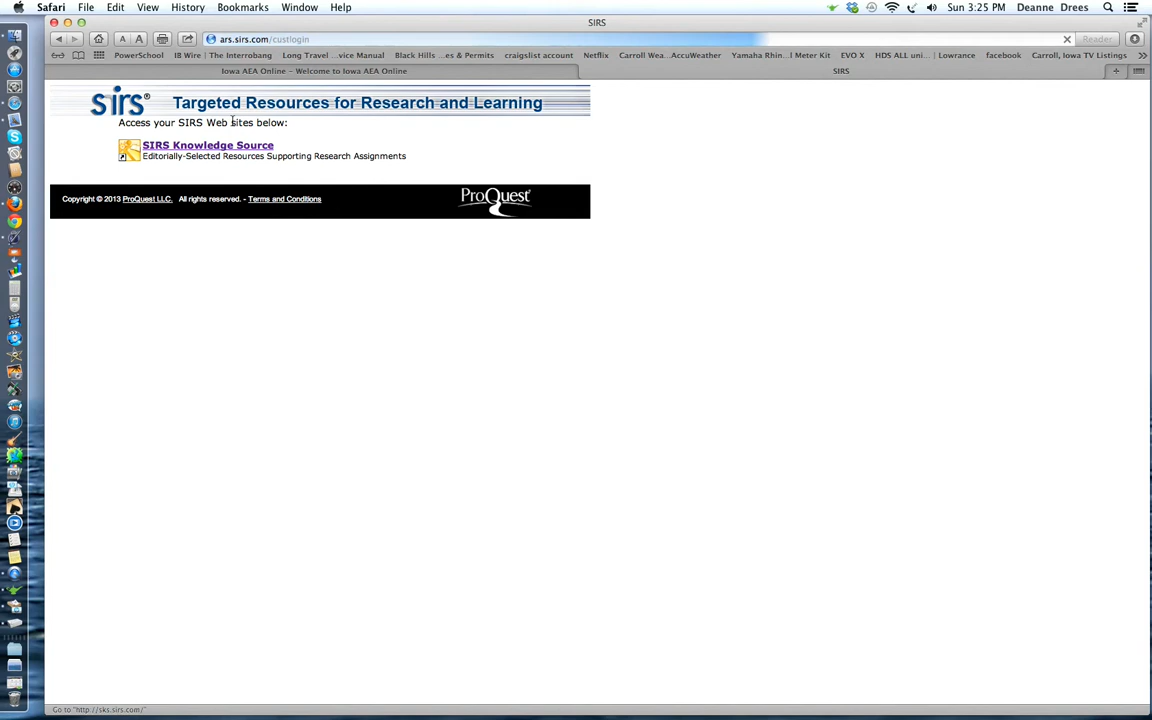 Safari File Edit View History Bookmarks Window Help Sun 3:25 PM Deanne Drees
SIRS
ars.sirs.com/custlogin Reader
PowerSchool IB Wire | The Interrobang Long Travel ...vice Manual Black Hills ...es & Permits craigslist account Netflix Carroll Wea...AccuWeather Yamaha Rhin...l Meter Kit EVO X HDS ALL uni... Lowrance facebook Carroll, Iowa TV Listings
Iowa AEA Online – Welcome to Iowa AEA Online SIRS
sirs® Targeted Resources for Research and Learning
Access your SIRS Web sites below:
SIRS Knowledge Source
Editorially-Selected Resources Supporting Research Assignments
Copyright © 2013 ProQuest LLC. All rights reserved. - Terms and Conditions ProQuest
Go to "http://sks.sirs.com/"